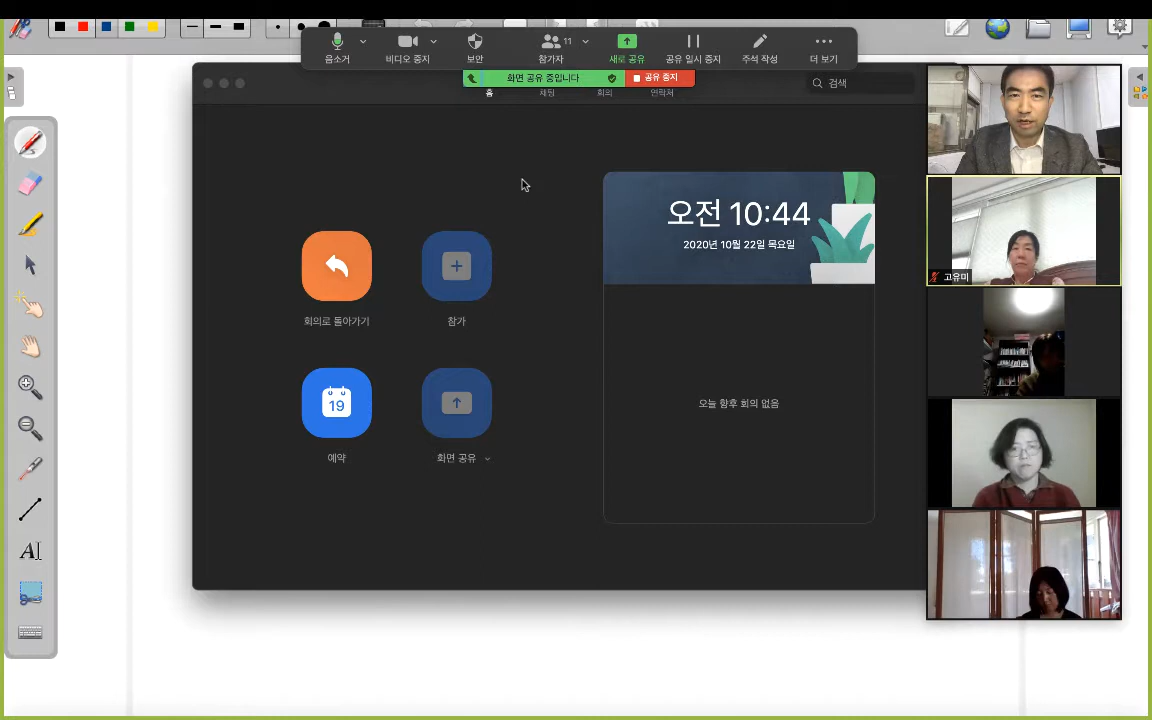 음소거
비디오 중지
보안
11
참가자
새로 공유
공유 일시 중지
주석 작성
더 보기
화면 공유 중입니다
공유 중지
홈
채팅
회의
연락처
검색
오전 10:44
2020년 10월 22일 목요일
회의로 돌아가기
참가
19
예약
화면 공유
오늘 향후 회의 없음
고유미
AI